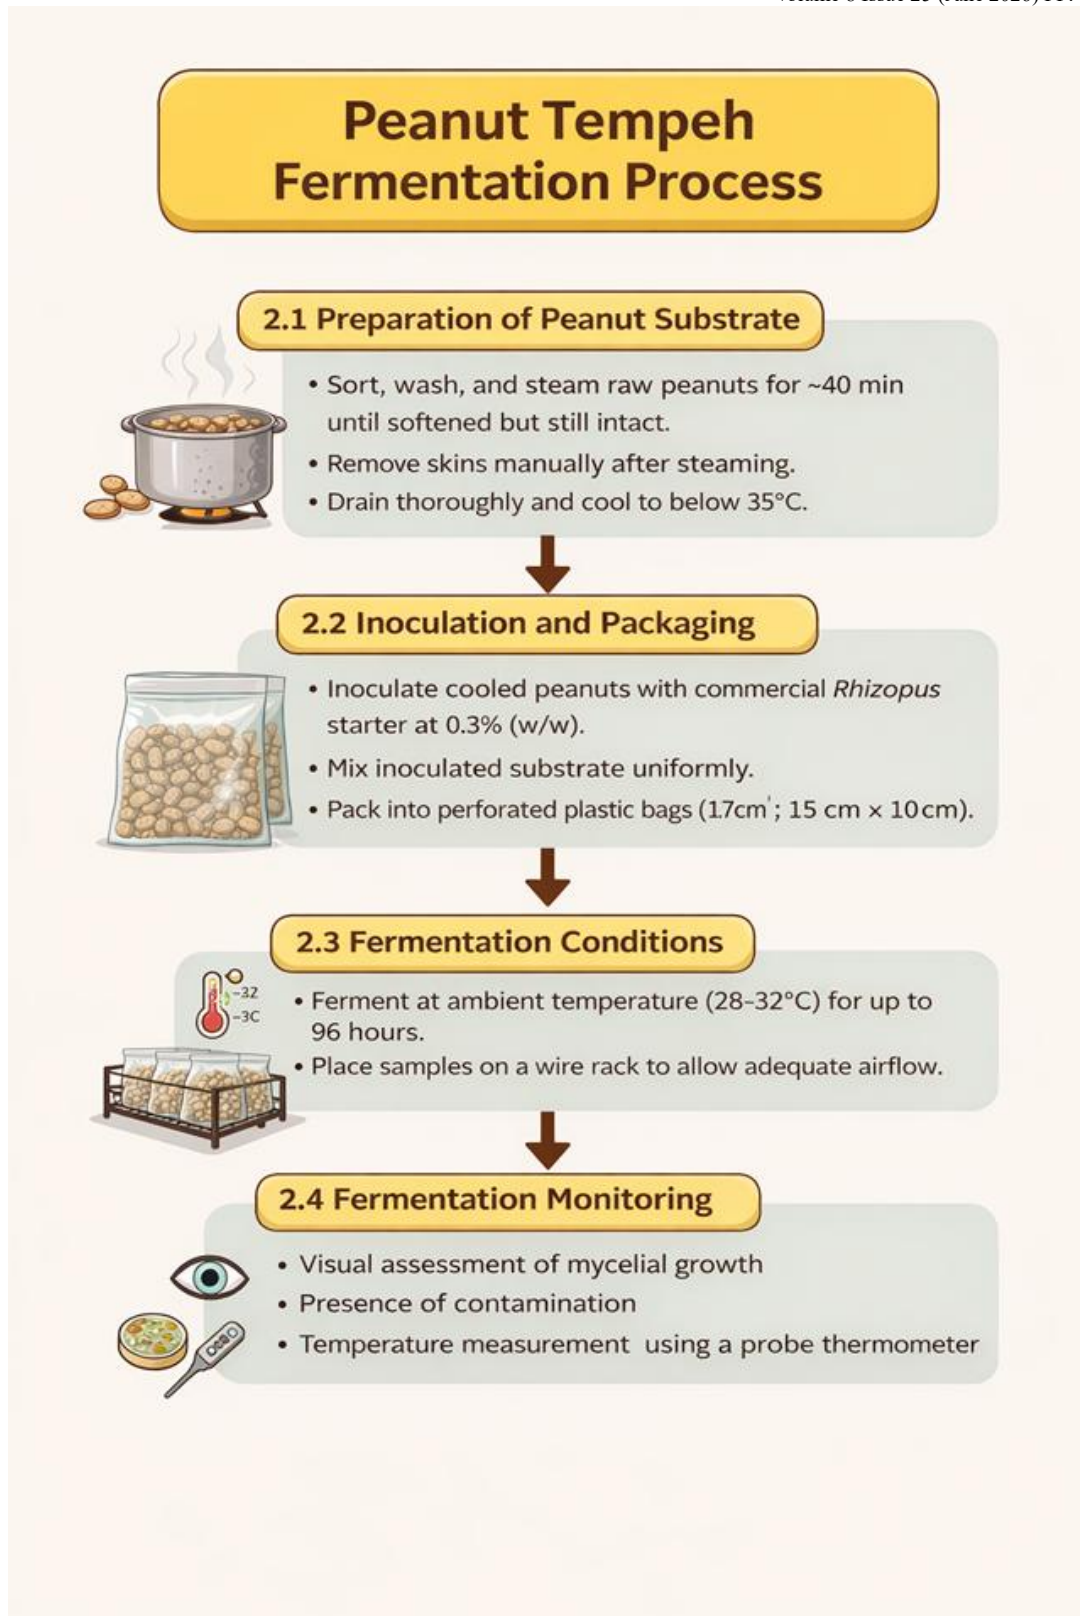 Peanut Tempeh
Fermentation Process
2.1 Preparation of Peanut Substrate
• Sort, wash, and steam raw peanuts for ~40 min
until softened but still intact.
• Remove skins manually after steaming.
• Drain thoroughly and cool to below 35°C.
2.2 Inoculation and Packaging
• Inoculate cooled peanuts with commercial Rhizopus
starter at 0.3% (w/w).
• Mix inoculated substrate uniformly.
• Pack into perforated plastic bags (17cm'; 15 cm × 10 cm).
2.3 Fermentation Conditions
-32
-3C
• Ferment at ambient temperature (28–32°C) for up to
96 hours.
• Place samples on a wire rack to allow adequate airflow.
2.4 Fermentation Monitoring
• Visual assessment of mycelial growth
• Presence of contamination
• Temperature measurement using a probe thermometer